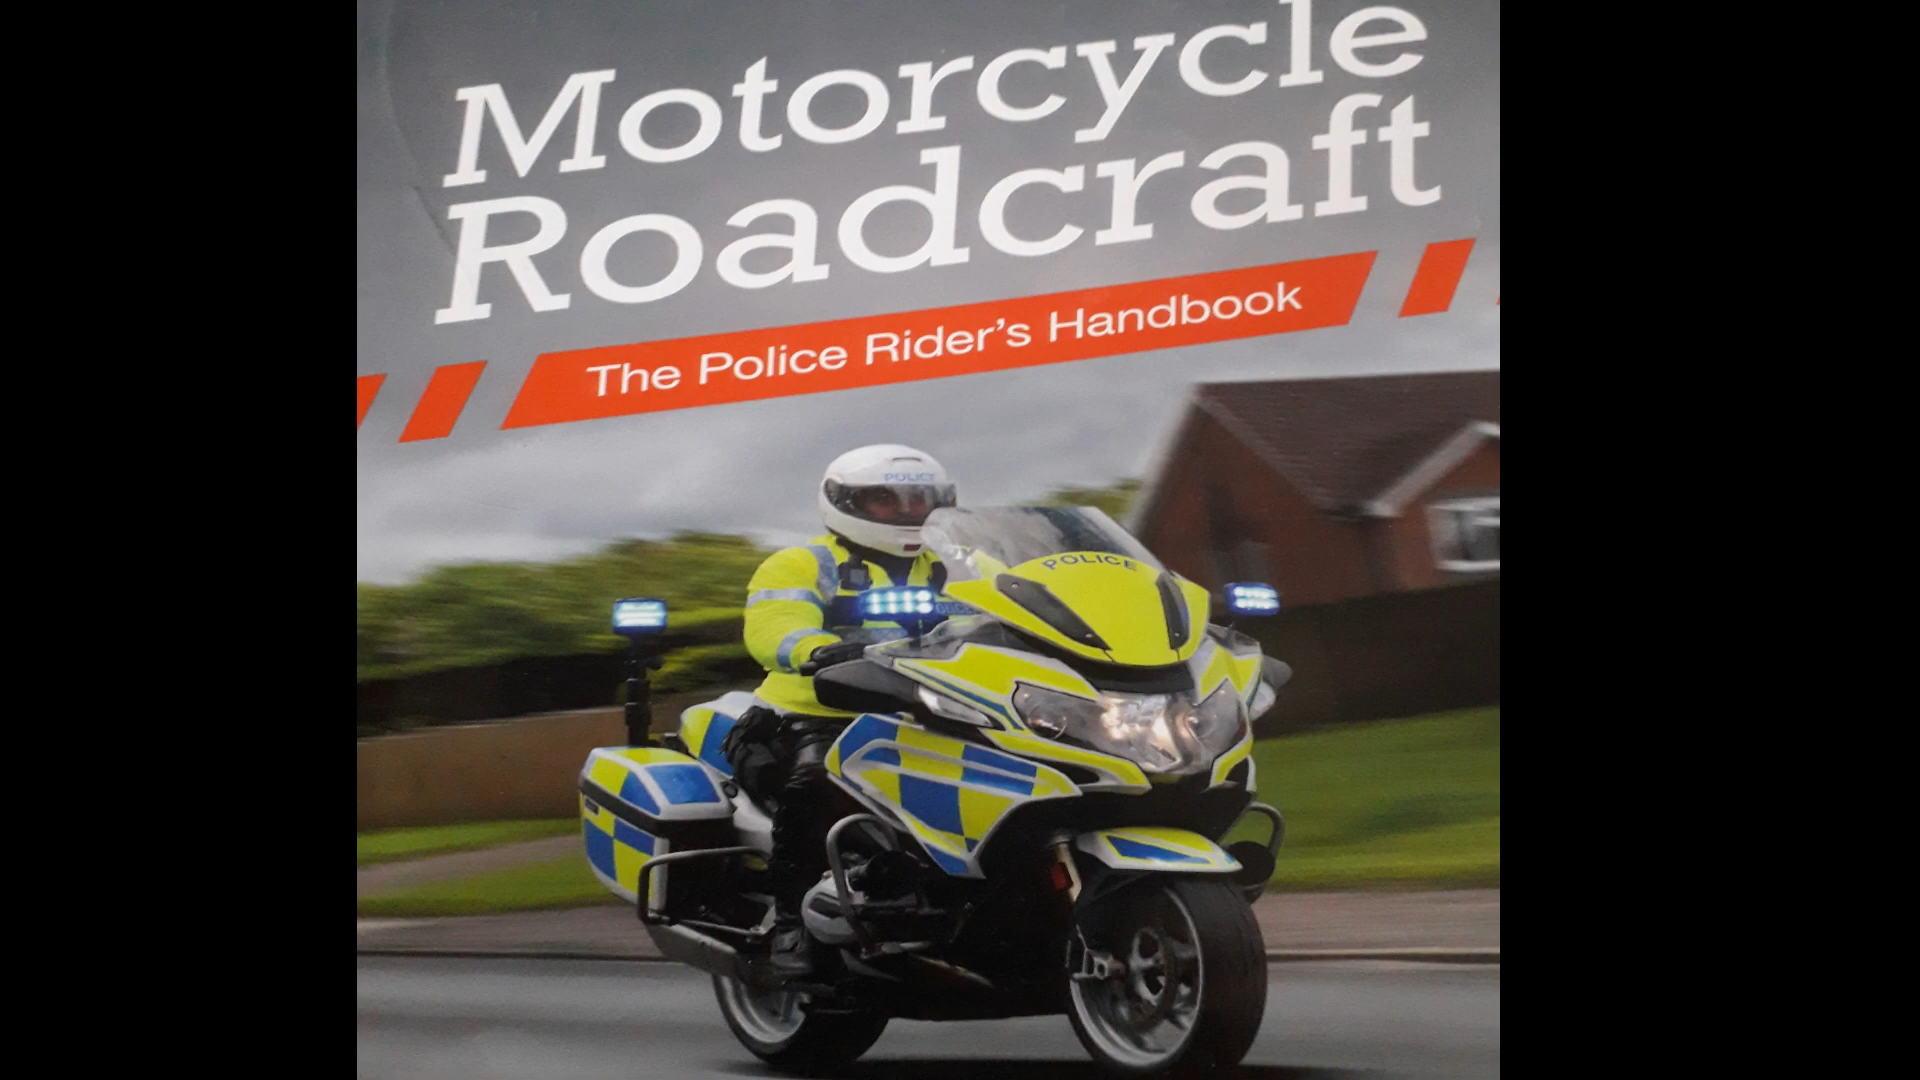 Motorcycle
Roadcraft
The Police Rider's Handbook
POLICE
POLICE